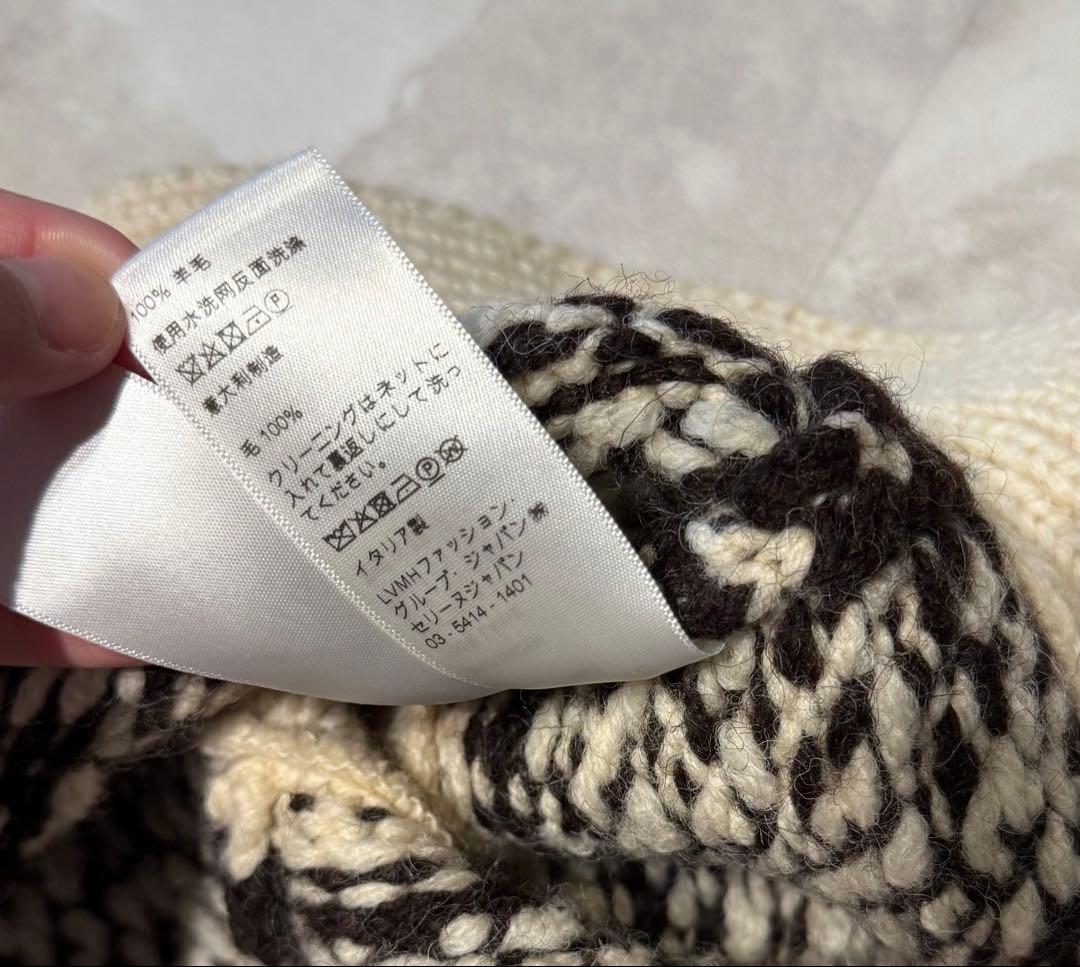 100% 羊毛
使用水洗网反面洗涤
P
意大利制造
毛 100%
クリーニングはネットに
入れて裏返しにして洗っ
てください。
P
イタリア製
LVMHファッション・
グループ・ジャパン㈱
セリーヌジャパン
03 - 5414 - 1401